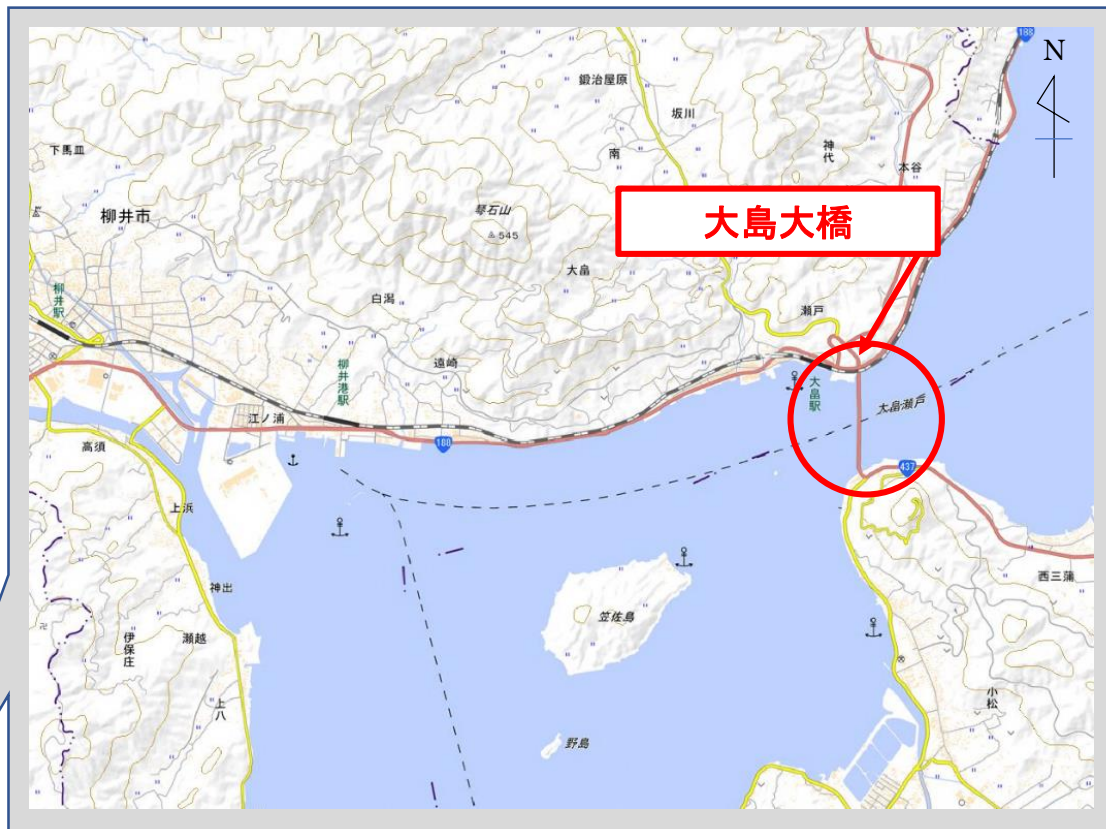 188
N
鍛治屋原
坂川
神代
下馬皿
南
本谷
柳井市
琴石山
545
大島大橋
大畠
柳井駅
白潟
瀬戸
柳井港駅
遠崎
大畠駅
大畠瀬戸
江ノ浦
188
高須
437
上浜
西三蒲
神出
笠佐島
伊保庄
瀬越
小松
上八
野島